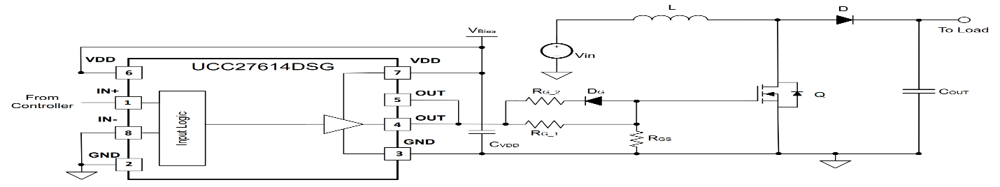 L
D
To Load
VBias
Vin
VDD
UCC27614DSG
VDD
6
7
From
Controller
IN+
1
OUT
5
RG_2
DG
Q
COUT
IN-
8
Input Logic
OUT
4
RG_1
RGS
GND
2
GND
3
CVDD